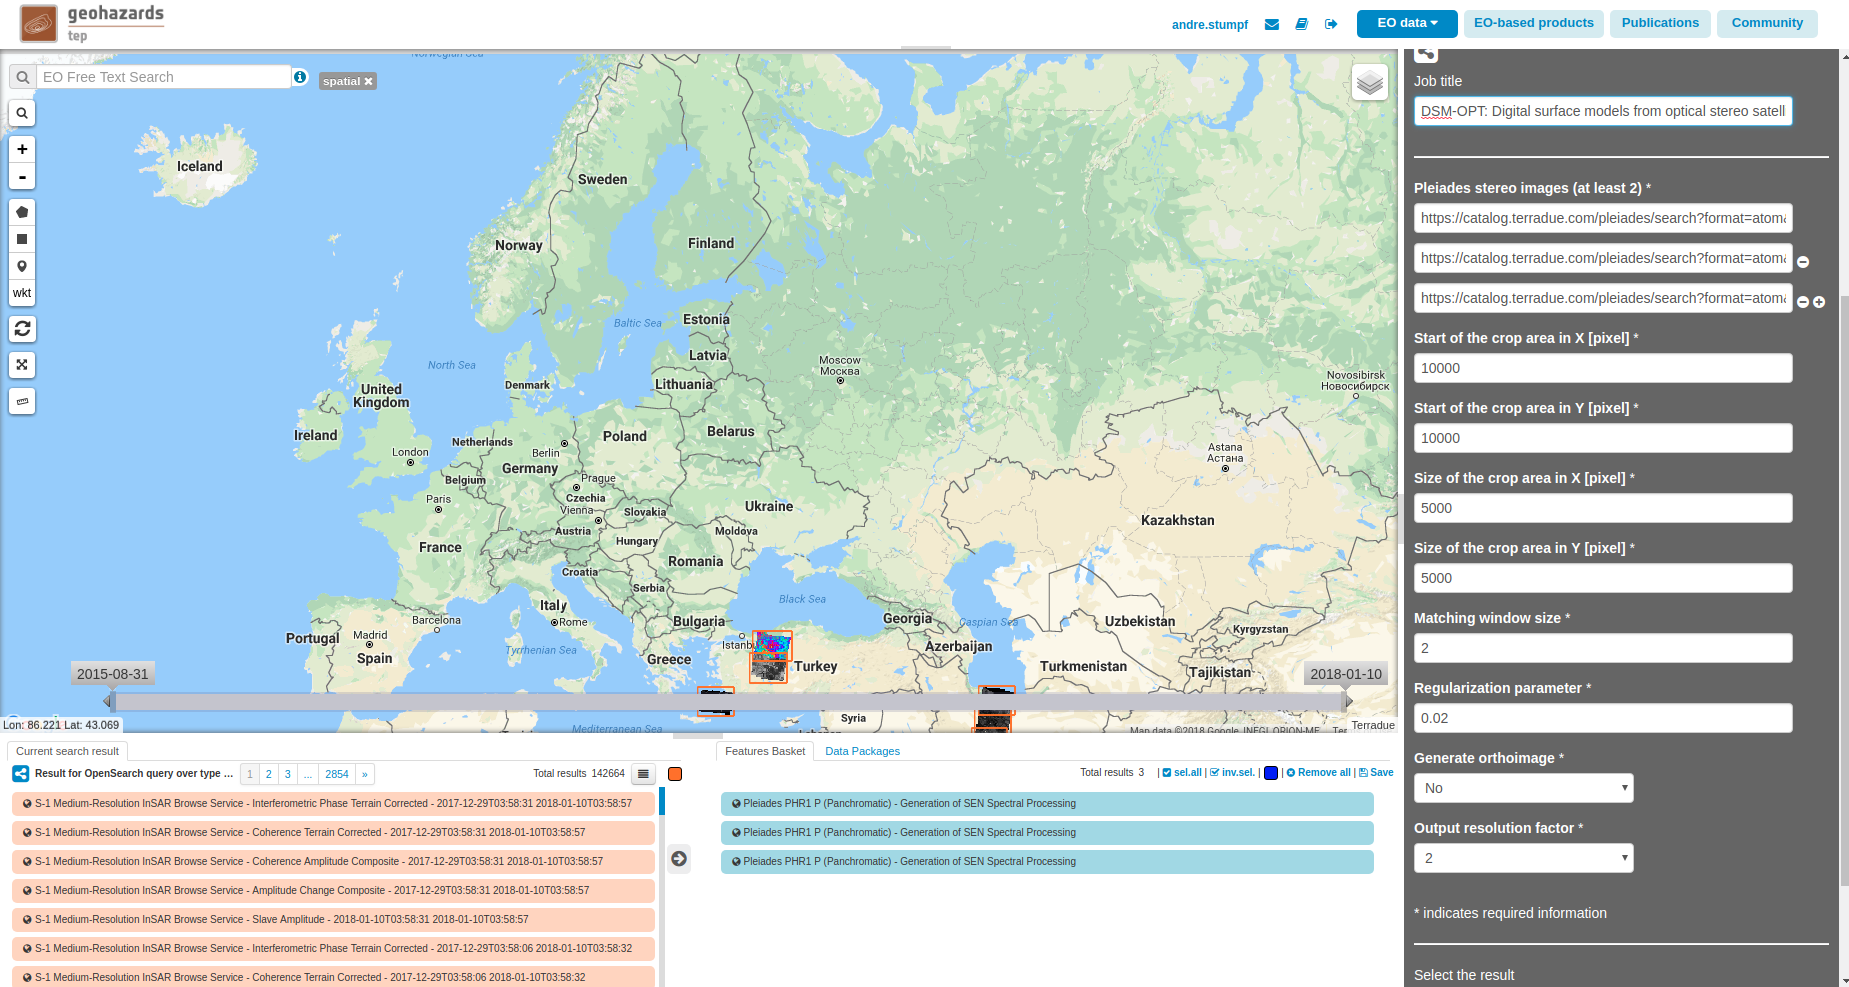 geohazards
tep
andre.stumpf
EO data
EO-based products
Publications
Community
EO Free Text Search
spatial
+
-
wkt
Norwegian Sea
Iceland
Sweden
Norway
Finland
Baltic Sea
Estonia
Latvia
Lithuania
North Sea
Denmark
United
Kingdom
Ireland
London
Netherlands
Berlin
Poland
Belarus
Moscow
Москва
Novosibirsk
Новосибирск
Belgium
Germany
Paris
Prague
Czechia
Vienna
Slovakia
Austria
Hungary
Moldova
Ukraine
Astana
Астана
Kazakhstan
France
Croatia
Romania
Serbia
Italy
Rome
Black Sea
Bulgaria
Georgia
Caspian Sea
Uzbekistan
Kyrgyzstan
Barcelona
Portugal
Madrid
Spain
Tyrrhenian Sea
Greece
Istanb
Turkey
Azerbaijan
Turkmenistan
Tajikistan
Syria
Mediterranean Sea
2015-08-31
2018-01-10
Lon: 86.221 Lat: 43.069
Terradue
Job title
DSM-OPT: Digital surface models from optical stereo satell
Pleiades stereo images (at least 2) *
https://catalog.terradue.com/pleiades/search?format=atom&
https://catalog.terradue.com/pleiades/search?format=atom&
https://catalog.terradue.com/pleiades/search?format=atom&
Start of the crop area in X [pixel] *
10000
Start of the crop area in Y [pixel] *
10000
Size of the crop area in X [pixel] *
5000
Size of the crop area in Y [pixel] *
5000
Matching window size *
2
Regularization parameter *
0.02
Generate orthoimage *
No
Output resolution factor *
2
* indicates required information
Select the result
Current search result
Result for OpenSearch query over type ...
1 2 3 ... 2854 »
Total results 142664
S-1 Medium-Resolution InSAR Browse Service - Interferometric Phase Terrain Corrected - 2017-12-29T03:58:31 2018-01-10T03:58:57
S-1 Medium-Resolution InSAR Browse Service - Coherence Terrain Corrected - 2017-12-29T03:58:31 2018-01-10T03:58:57
S-1 Medium-Resolution InSAR Browse Service - Coherence Amplitude Composite - 2017-12-29T03:58:31 2018-01-10T03:58:57
S-1 Medium-Resolution InSAR Browse Service - Amplitude Change Composite - 2017-12-29T03:58:31 2018-01-10T03:58:57
S-1 Medium-Resolution InSAR Browse Service - Slave Amplitude - 2018-01-10T03:58:31 2018-01-10T03:58:57
S-1 Medium-Resolution InSAR Browse Service - Interferometric Phase Terrain Corrected - 2017-12-29T03:58:06 2018-01-10T03:58:32
S-1 Medium-Resolution InSAR Browse Service - Coherence Terrain Corrected - 2017-12-29T03:58:06 2018-01-10T03:58:32
Features Basket
Data Packages
Total results 3 | sel.all | inv.sel. | | Remove all | Save
Pleiades PHR1 P (Panchromatic) - Generation of SEN Spectral Processing
Pleiades PHR1 P (Panchromatic) - Generation of SEN Spectral Processing
Pleiades PHR1 P (Panchromatic) - Generation of SEN Spectral Processing